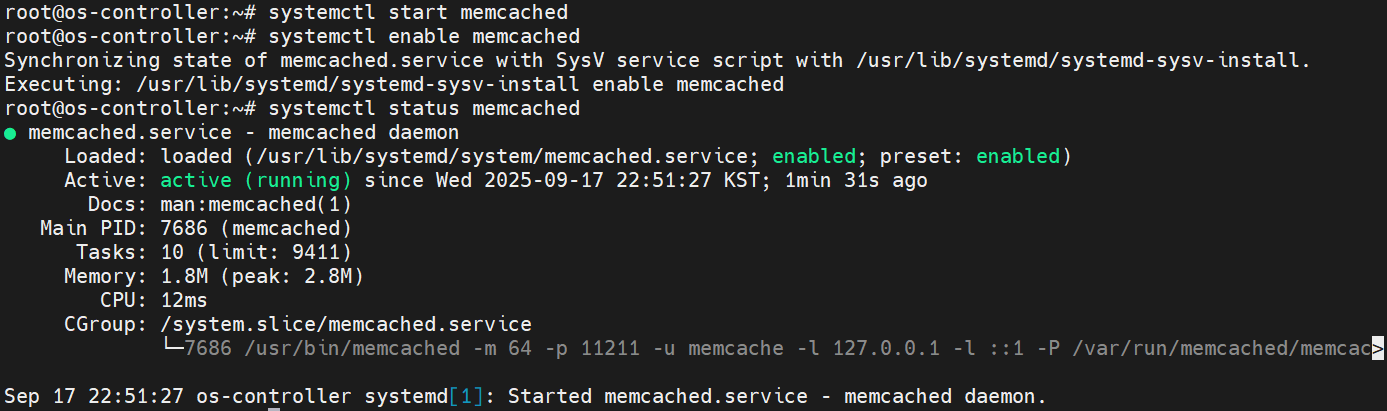 root@os-controller:~# systemctl start memcached
root@os-controller:~# systemctl enable memcached
Synchronizing state of memcached.service with SysV service script with /usr/lib/systemd/systemd-sysv-install.
Executing: /usr/lib/systemd/systemd-sysv-install enable memcached
root@os-controller:~# systemctl status memcached
● memcached.service - memcached daemon
     Loaded: loaded (/usr/lib/systemd/system/memcached.service; enabled; preset: enabled)
     Active: active (running) since Wed 2025-09-17 22:51:27 KST; 1min 31s ago
       Docs: man:memcached(1)
   Main PID: 7686 (memcached)
      Tasks: 10 (limit: 9411)
     Memory: 1.8M (peak: 2.8M)
        CPU: 12ms
     CGroup: /system.slice/memcached.service
             └─7686 /usr/bin/memcached -m 64 -p 11211 -u memcache -l 127.0.0.1 -l ::1 -P /var/run/memcached/memcac>
Sep 17 22:51:27 os-controller systemd[1]: Started memcached.service - memcached daemon.